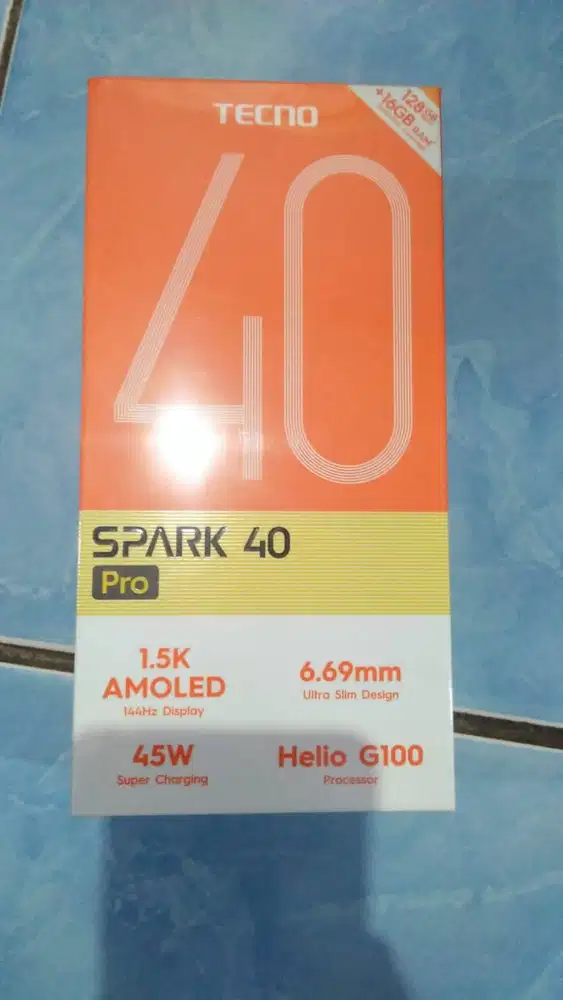 TECNO
128GB
+16GB RAM*
40
SPARK 40
Pro
1.5K
AMOLED
144Hz Display
6.69mm
Ultra Slim Design
45W
Super Charging
Helio G100
Processor